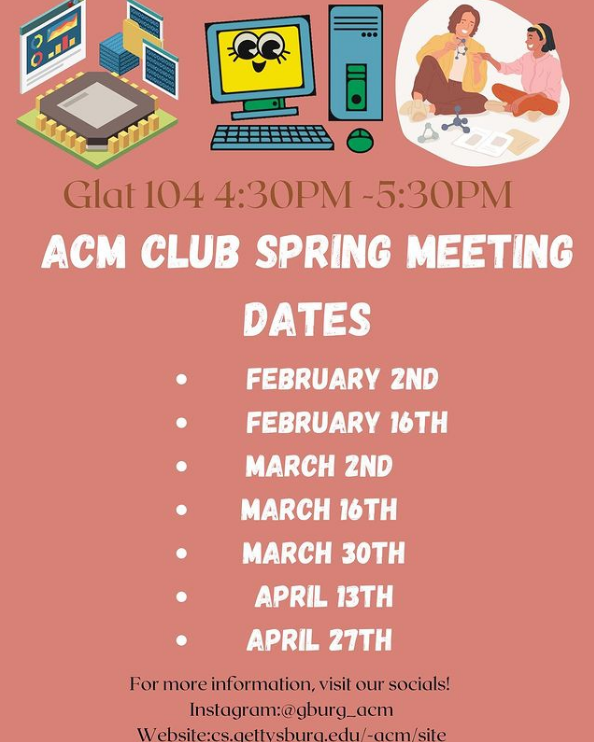 Glat 104 4:30PM -5:30PM
ACM CLUB SPRING MEETING
DATES
• FEBRUARY 2ND
• FEBRUARY 16TH
• MARCH 2ND
• MARCH 16TH
• MARCH 30TH
• APRIL 13TH
• APRIL 27TH
For more information, visit our socials!
Instagram:@gburg_acm
Website:cs.gettysburg.edu/~acm/site